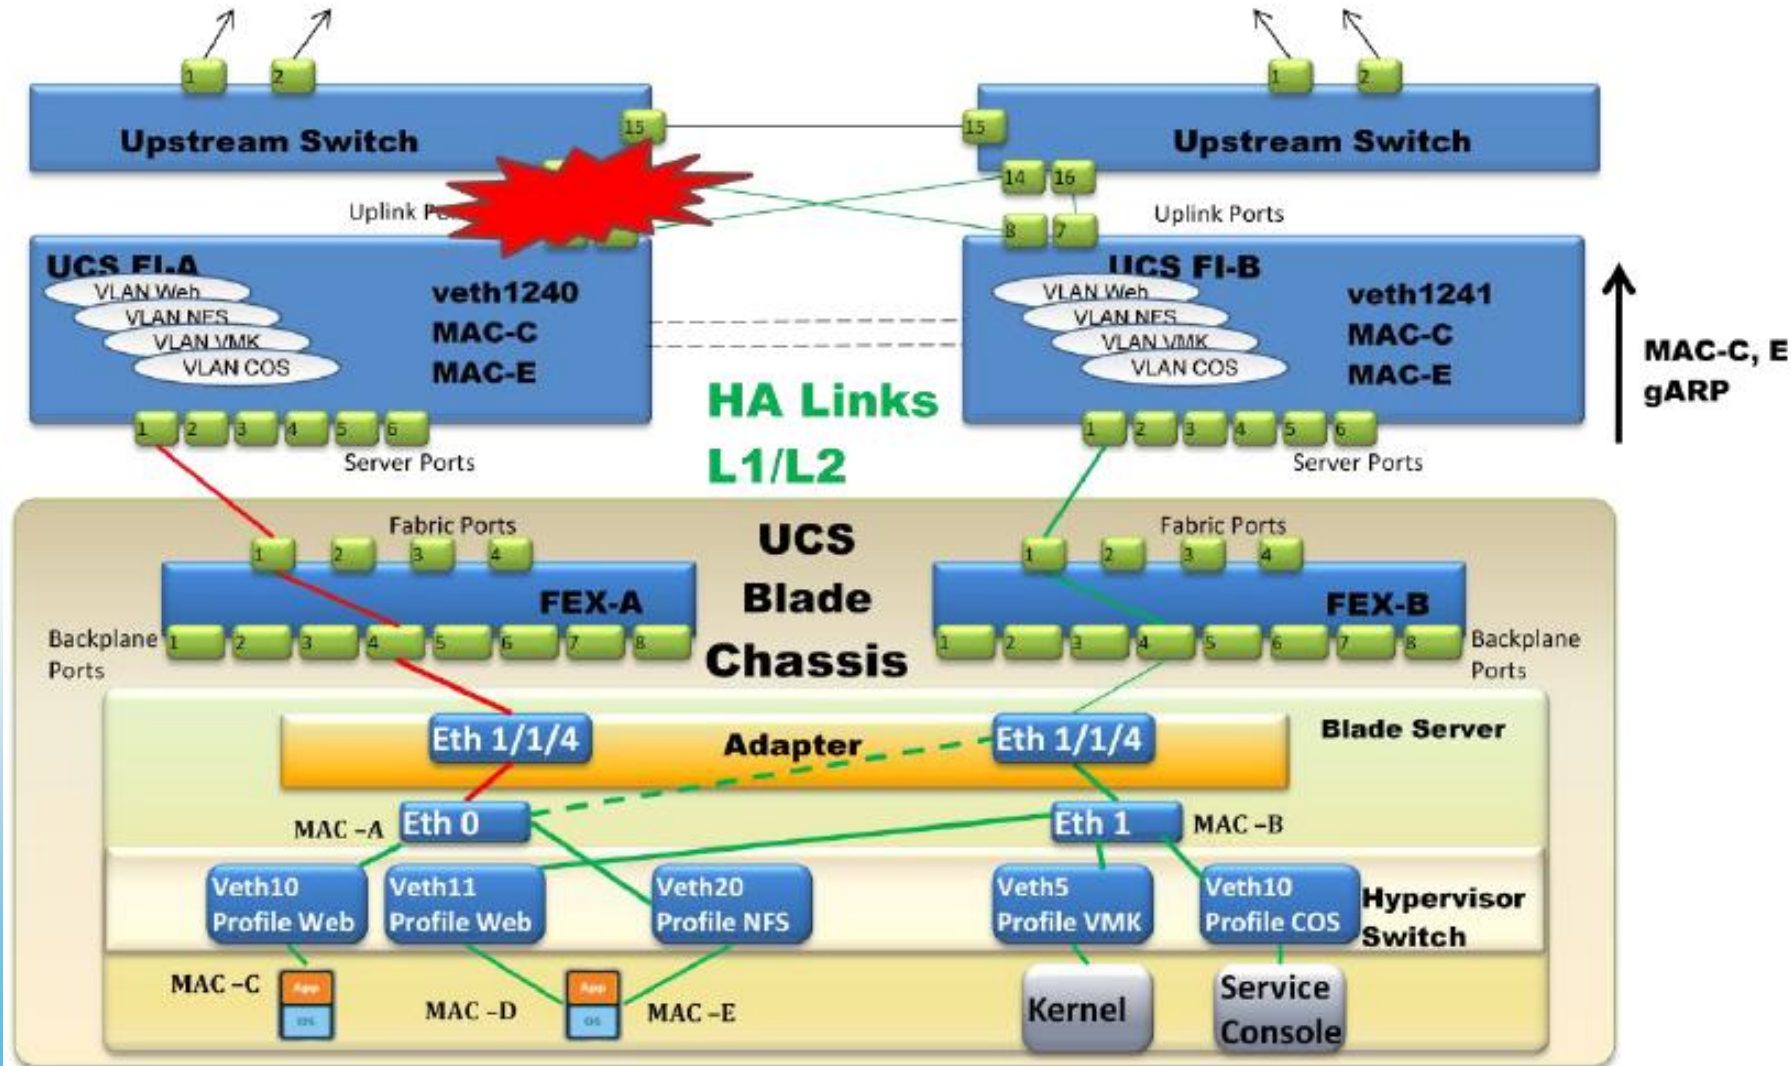 1 2
1 2
Upstream Switch
15
15
Upstream Switch
14 16
Uplink
Uplink Ports
8 7
UCS FI-A
VLAN Web
VLAN NFS
VLAN VMK
VLAN COS
veth1240
MAC-C
MAC-E
UCS FI-B
VLAN Web
VLAN NFS
VLAN VMK
VLAN COS
veth1241
MAC-C
MAC-E
MAC-C, E
gARP
HA Links
L1/L2
1 2 3 4 5 6
Server Ports
1 2 3 4 5 6
Server Ports
Fabric Ports
1 2 3 4
UCS
Blade
Chassis
Fabric Ports
1 2 3 4
FEX-A
FEX-B
Backplane
Ports
1 2 3 4 5 6 7 8
1 2 3 4 5 6 7 8
Backplane
Ports
Eth 1/1/4
Adapter
Eth 1/1/4
Blade Server
MAC –A
Eth 0
Eth 1
MAC –B
Veth10
Profile Web
Veth11
Profile Web
Veth20
Profile NFS
Veth5
Profile VMK
Veth10
Profile COS
Hypervisor
Switch
MAC –C
App
OS
MAC –D
App
OS
MAC –E
Kernel
Service
Console